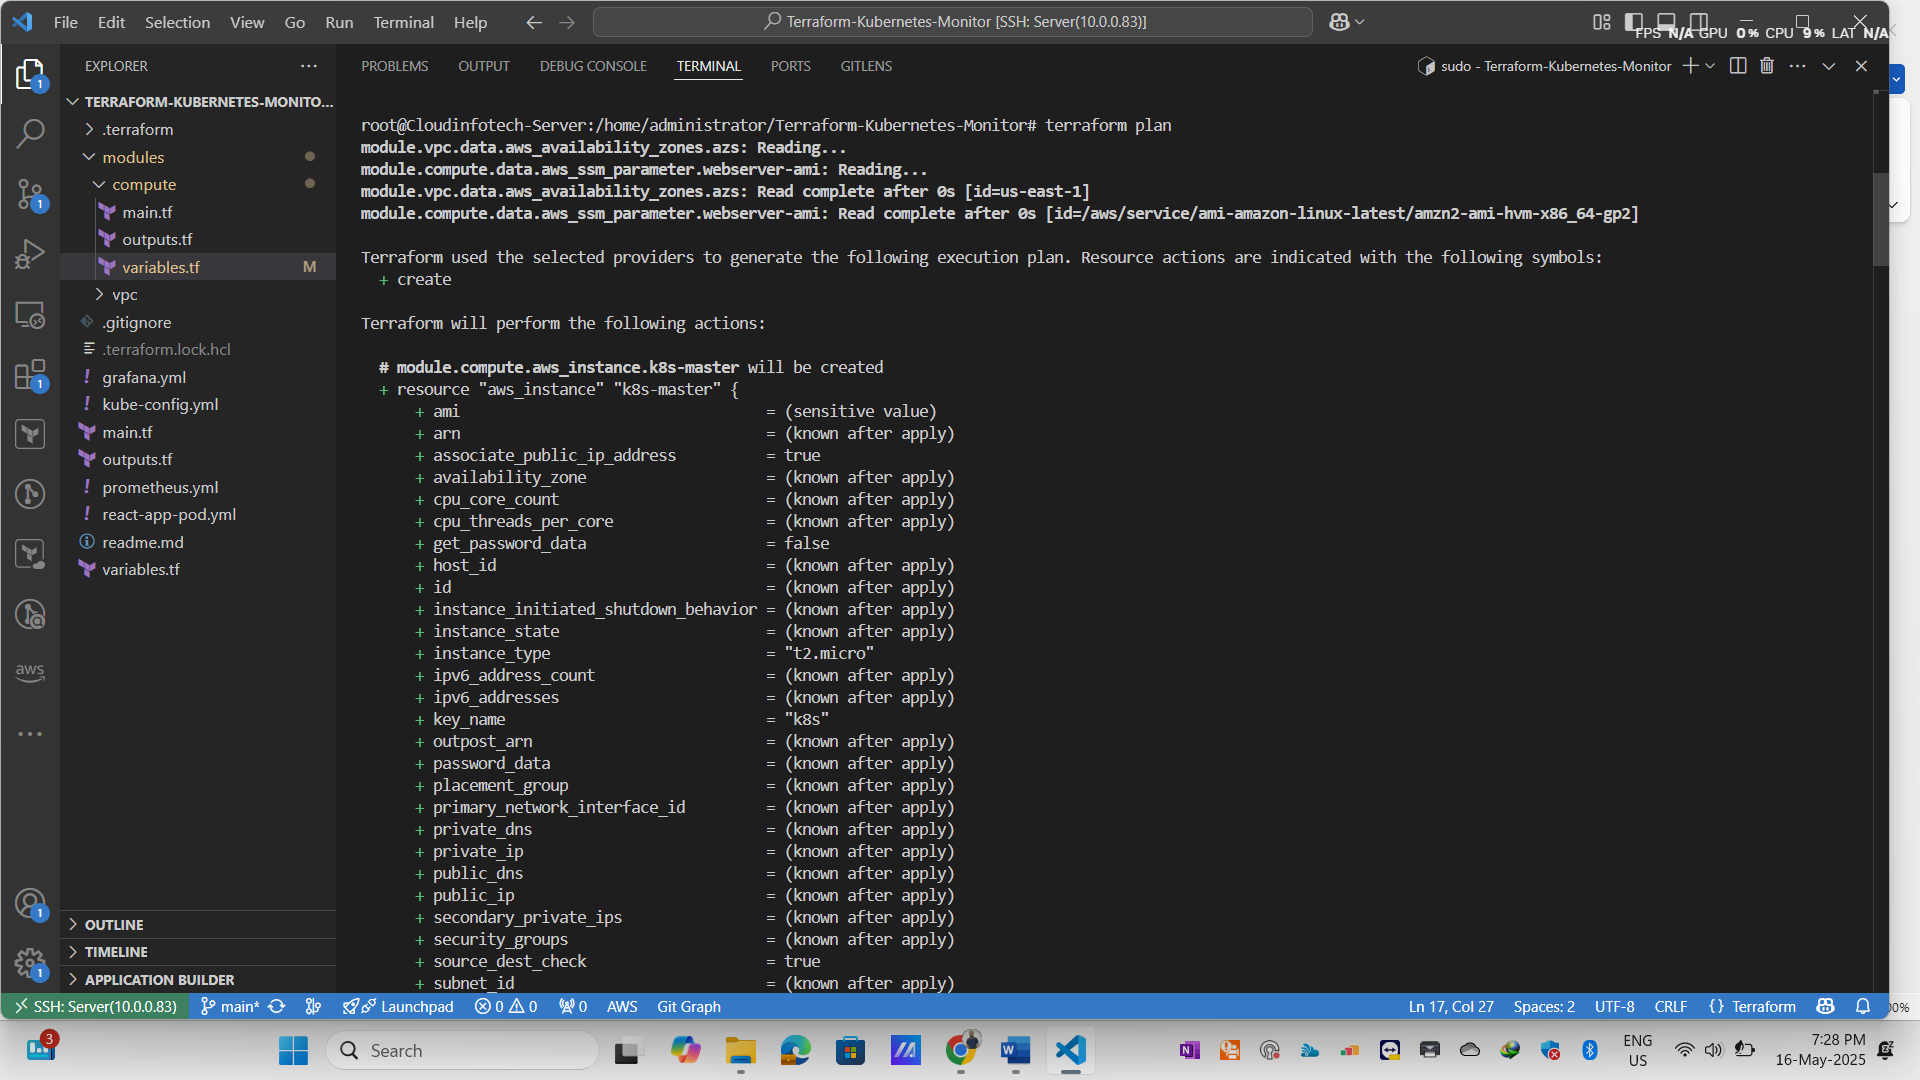 File Edit Selection View Go Run Terminal Help
Terraform-Kubernetes-Monitor [SSH: Server(10.0.0.83)]
FPS N/A GPU 0% CPU 9% LAT N/A
EXPLORER
PROBLEMS OUTPUT DEBUG CONSOLE TERMINAL PORTS GITLENS
sudo - Terraform-Kubernetes-Monitor
TERRAFORM-KUBERNETES-MONITO...
.terraform
modules
compute
main.tf
outputs.tf
variables.tf M
vpc
.gitignore
.terraform.lock.hcl
grafana.yml
kube-config.yml
main.tf
outputs.tf
prometheus.yml
react-app-pod.yml
readme.md
variables.tf
OUTLINE
TIMELINE
APPLICATION BUILDER
1
1
1
aws
1
1
root@Cloudinfotech-Server:/home/administrator/Terraform-Kubernetes-Monitor# terraform plan
module.vpc.data.aws_availability_zones.azs: Reading...
module.compute.data.aws_ssm_parameter.webserver-ami: Reading...
module.vpc.data.aws_availability_zones.azs: Read complete after 0s [id=us-east-1]
module.compute.data.aws_ssm_parameter.webserver-ami: Read complete after 0s [id=/aws/service/ami-amazon-linux-latest/amzn2-ami-hvm-x86_64-gp2]
Terraform used the selected providers to generate the following execution plan. Resource actions are indicated with the following symbols:
+ create
Terraform will perform the following actions:
# module.compute.aws_instance.k8s-master will be created
+ resource "aws_instance" "k8s-master" {
+ ami = (sensitive value)
+ arn = (known after apply)
+ associate_public_ip_address = true
+ availability_zone = (known after apply)
+ cpu_core_count = (known after apply)
+ cpu_threads_per_core = (known after apply)
+ get_password_data = false
+ host_id = (known after apply)
+ id = (known after apply)
+ instance_initiated_shutdown_behavior = (known after apply)
+ instance_state = (known after apply)
+ instance_type = "t2.micro"
+ ipv6_address_count = (known after apply)
+ ipv6_addresses = (known after apply)
+ key_name = "k8s"
+ outpost_arn = (known after apply)
+ password_data = (known after apply)
+ placement_group = (known after apply)
+ primary_network_interface_id = (known after apply)
+ private_dns = (known after apply)
+ private_ip = (known after apply)
+ public_dns = (known after apply)
+ public_ip = (known after apply)
+ secondary_private_ips = (known after apply)
+ security_groups = (known after apply)
+ source_dest_check = true
+ subnet_id = (known after apply)
SSH: Server(10.0.0.83) main* Launchpad 0 0 0 AWS Git Graph Ln 17, Col 27 Spaces: 2 UTF-8 CRLF {} Terraform
3
Search
ENG
US
7:28 PM
16-May-2025